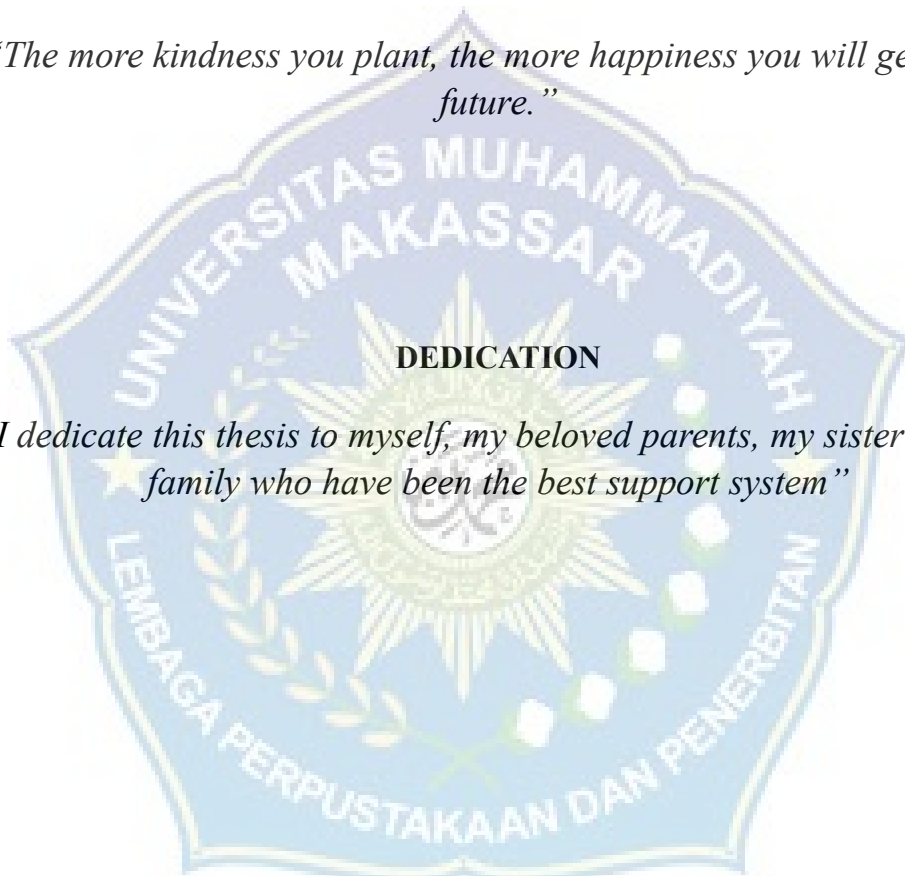 “The more kindness you plant, the more happiness you will ge
future.”
UNIVERSITAS MUHAMMADIYAH
MAKASSAR
DEDICATION
I dedicate this thesis to myself, my beloved parents, my sister
family who have been the best support system”
LEMBAGA PERPUSTAKAAN DAN PENERBITAN